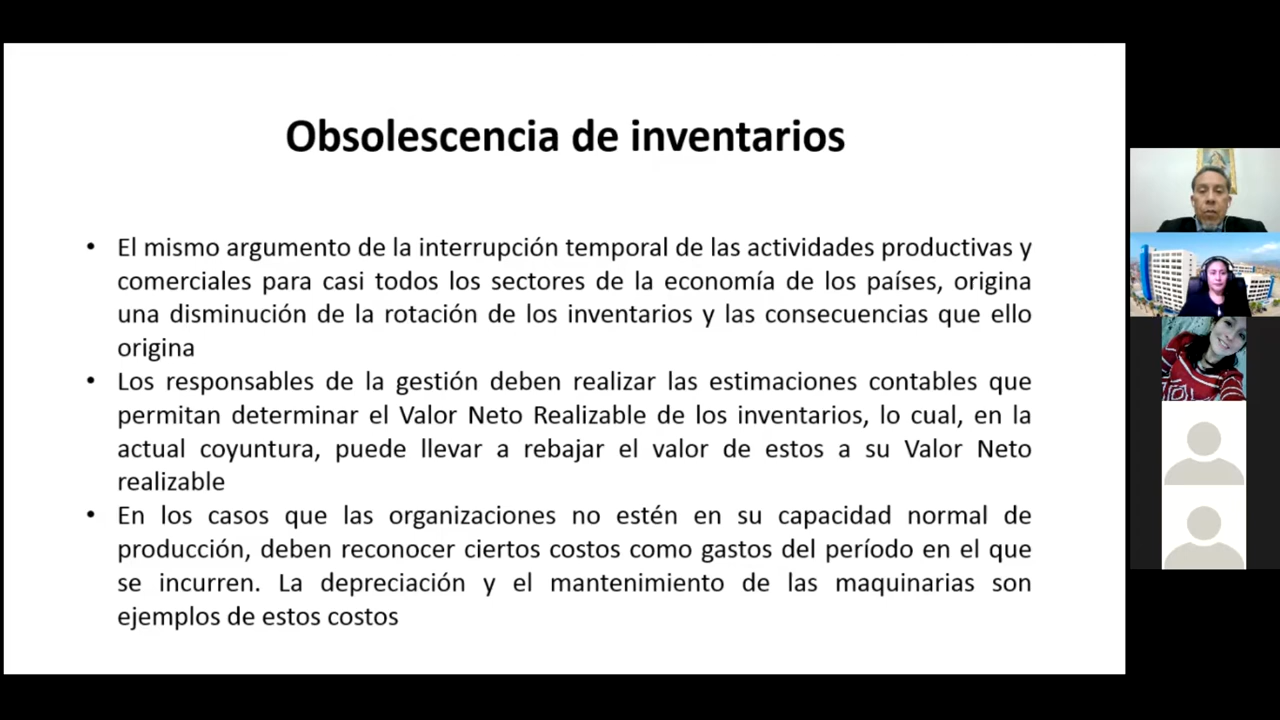 Obsolescencia de inventarios
• El mismo argumento de la interrupción temporal de las actividades productivas y
comerciales para casi todos los sectores de la economía de los países, origina
una disminución de la rotación de los inventarios y las consecuencias que ello
origina
• Los responsables de la gestión deben realizar las estimaciones contables que
permitan determinar el Valor Neto Realizable de los inventarios, lo cual, en la
actual coyuntura, puede llevar a rebajar el valor de estos a su Valor Neto
realizable
• En los casos que las organizaciones no estén en su capacidad normal de
producción, deben reconocer ciertos costos como gastos del período en el que
se incurren. La depreciación y el mantenimiento de las maquinarias son
ejemplos de estos costos